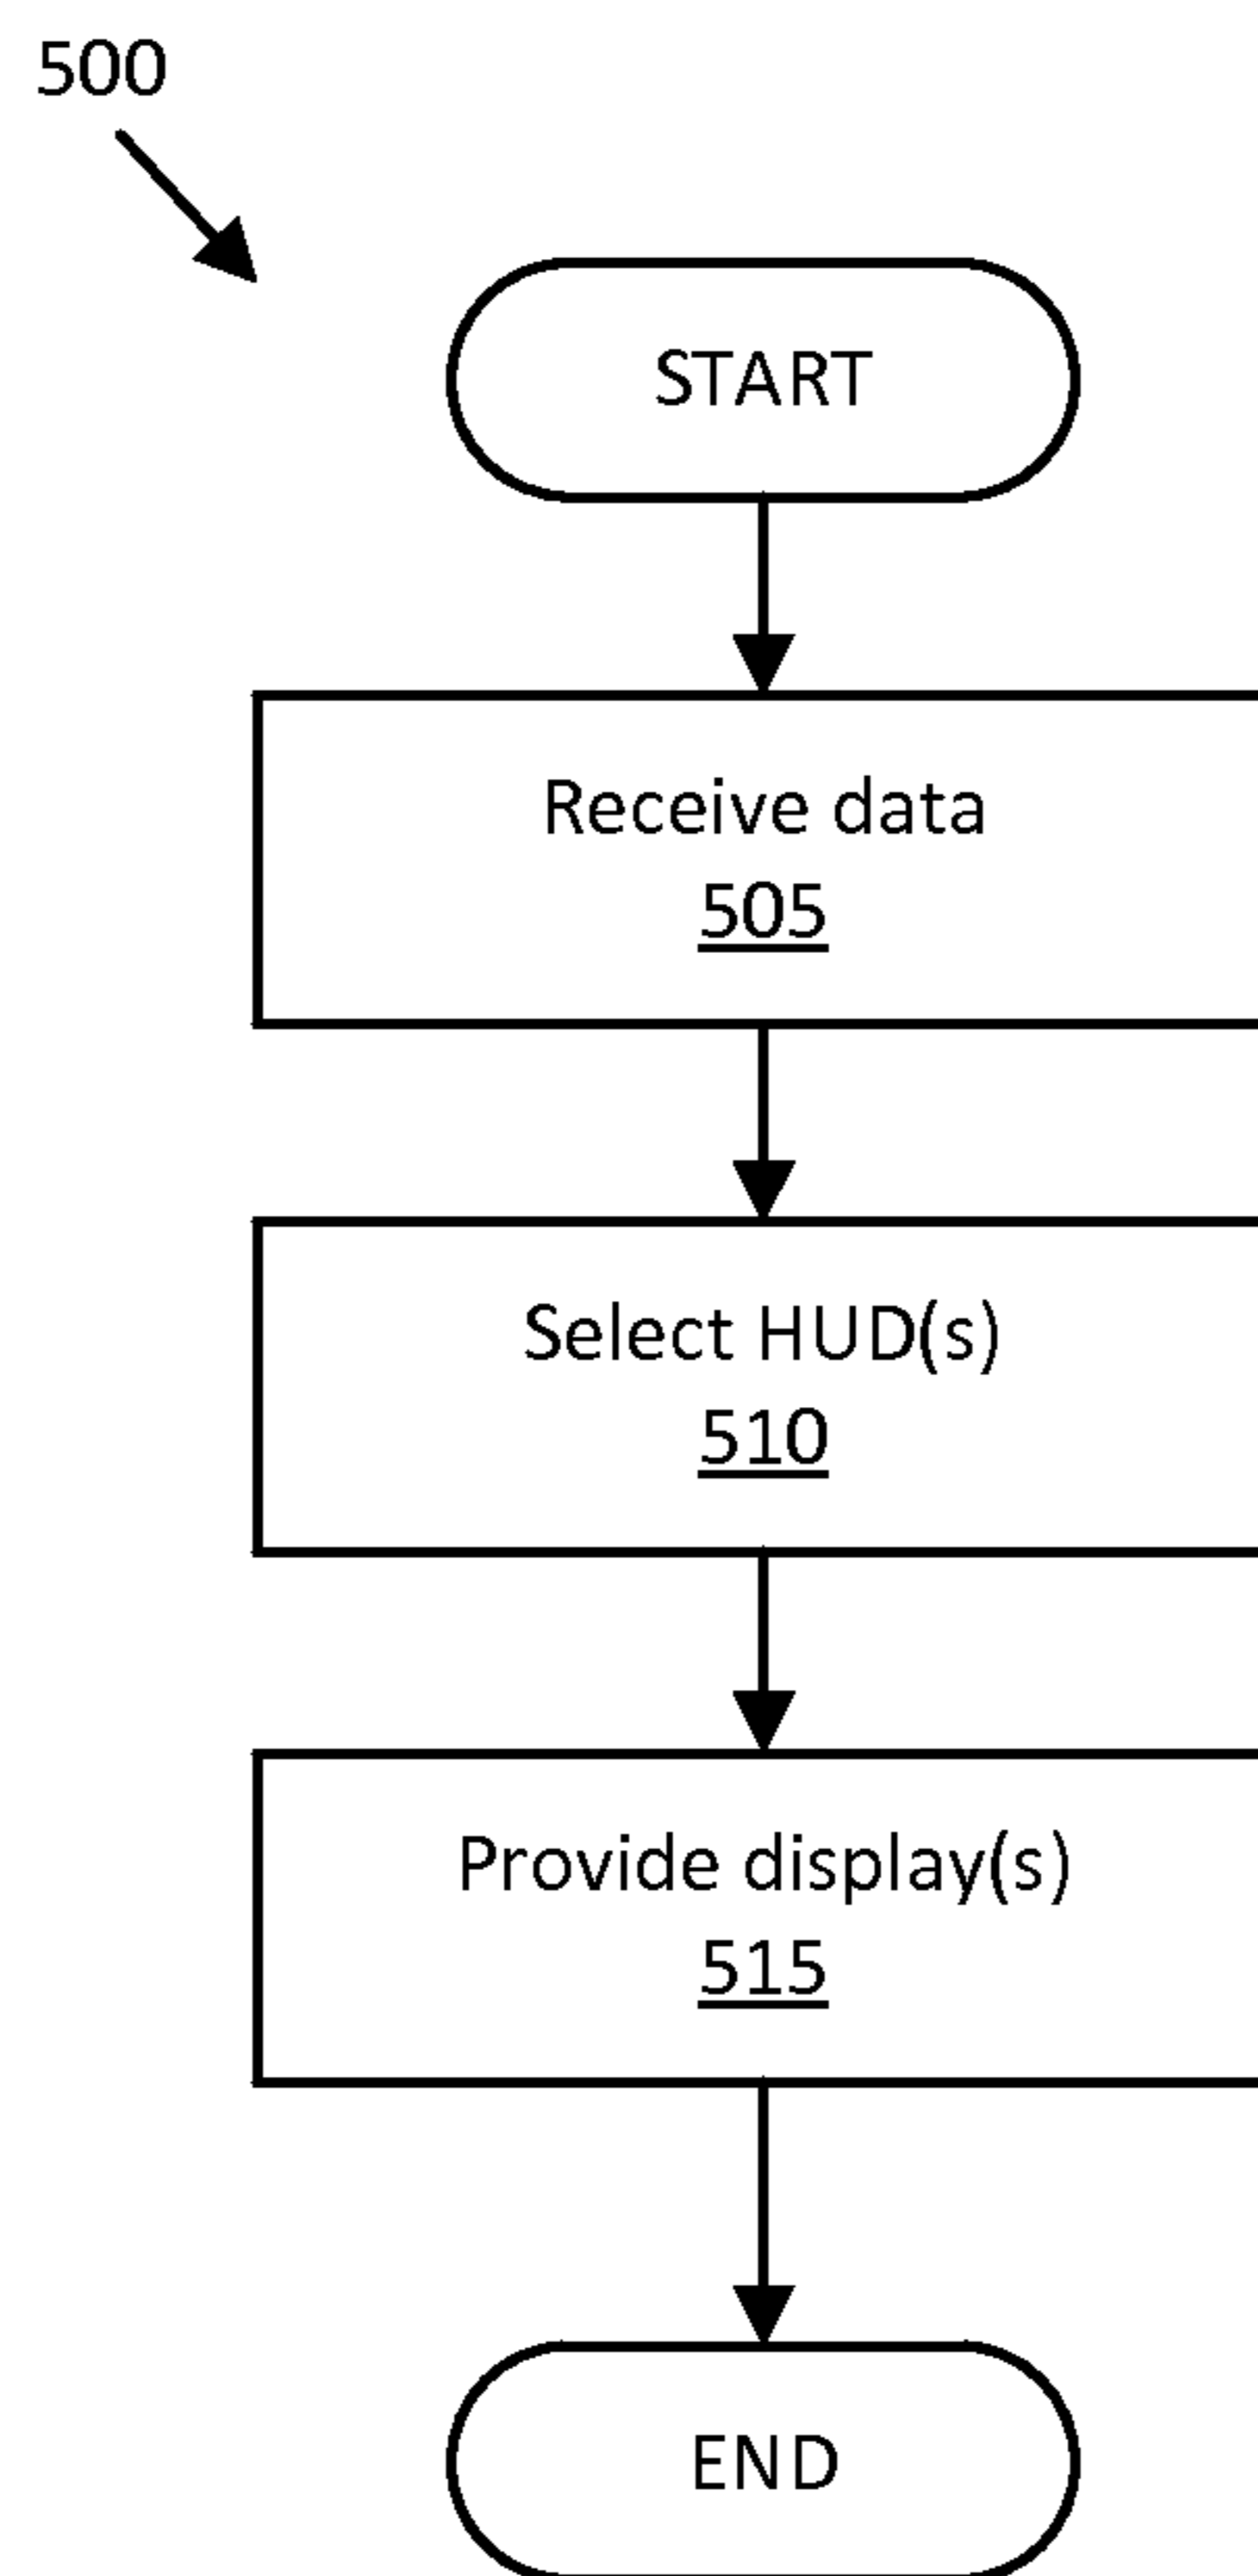 500
START
Receive data
505
Select HUD(s)
510
Provide display(s)
515
END